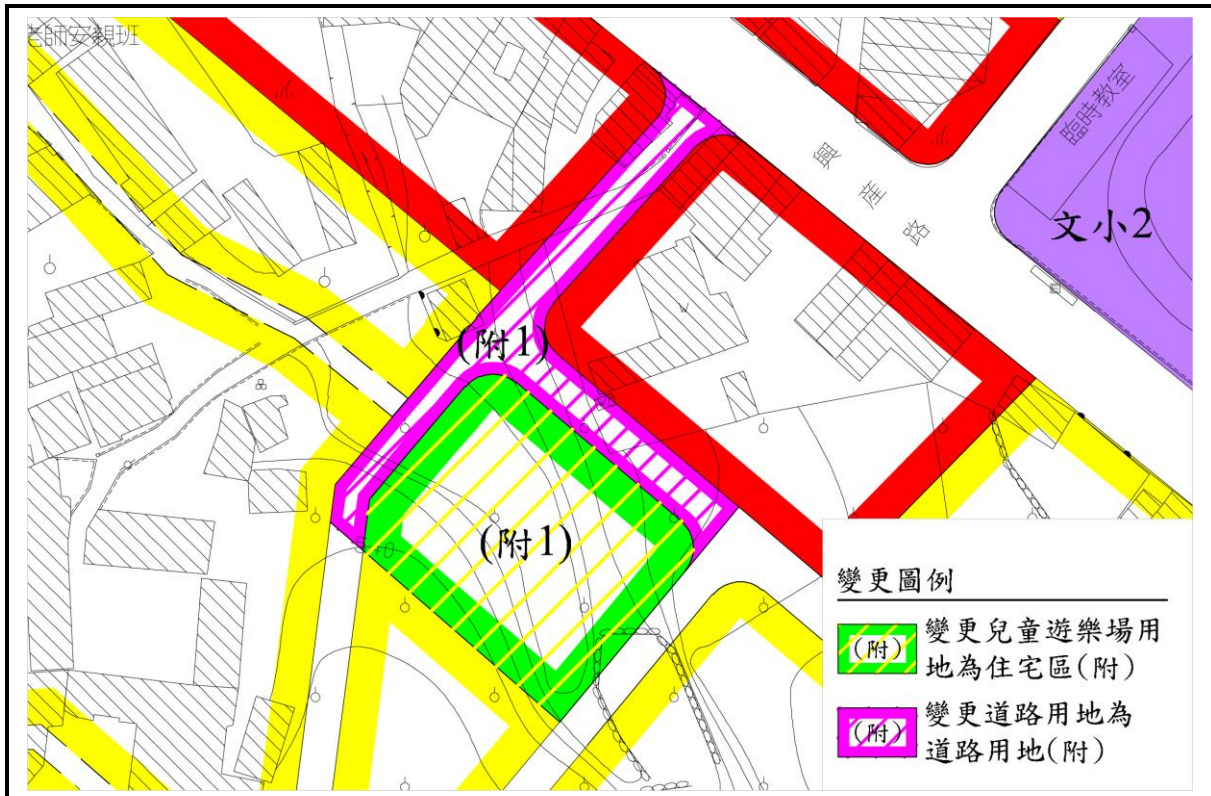 老師安親班
臨時教室
興
產
路
文小2
(附1)
(附1)
變更圖例
(附)
變更兒童遊樂場用
地為住宅區(附)
(附)
變更道路用地為
道路用地(附)